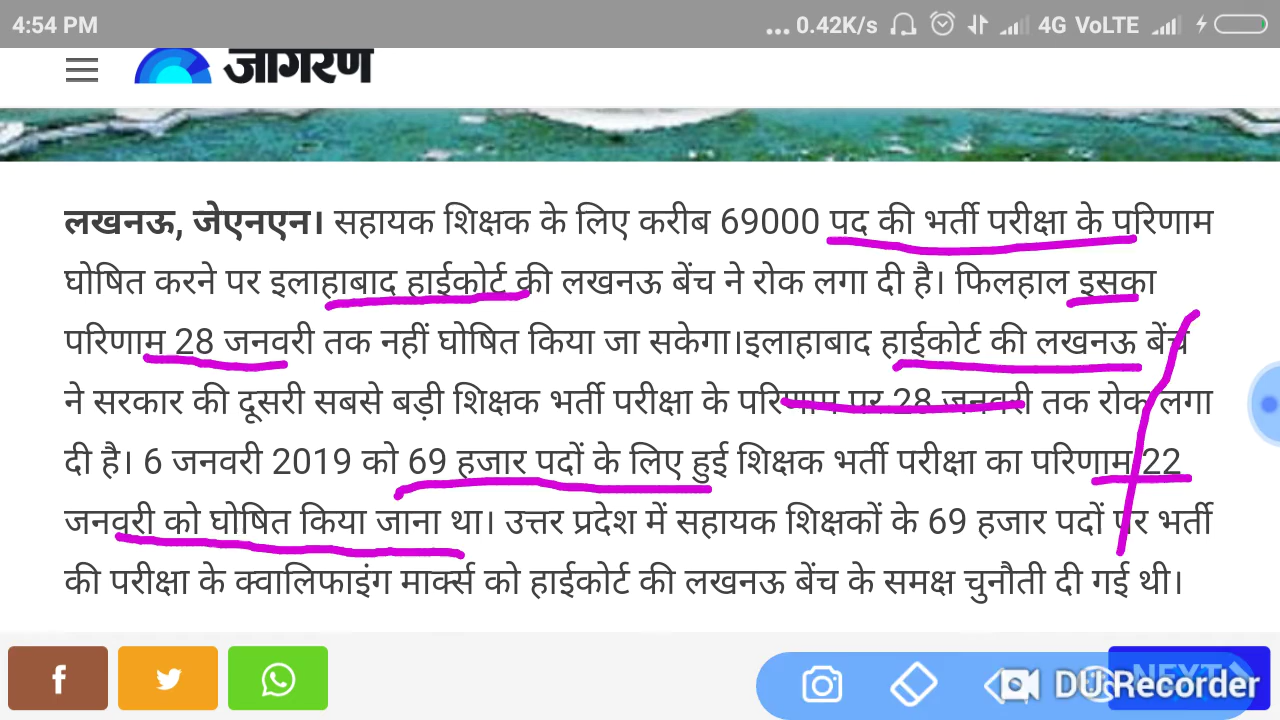 4:54 PM ... 0.42K/s 4G VoLTE
जागरण
लखनऊ, जेएनएन। सहायक शिक्षक के लिए करीब 69000 पद की भर्ती परीक्षा के परिणाम
घोषित करने पर इलाहाबाद हाईकोर्ट की लखनऊ बेंच ने रोक लगा दी है। फिलहाल इसका
परिणाम 28 जनवरी तक नहीं घोषित किया जा सकेगा।इलाहाबाद हाईकोर्ट की लखनऊ बेंच
ने सरकार की दूसरी सबसे बड़ी शिक्षक भर्ती परीक्षा के परिणाम पर 28 जनवरी तक रोक लगा
दी है। 6 जनवरी 2019 को 69 हजार पदों के लिए हुई शिक्षक भर्ती परीक्षा का परिणाम 22
जनवरी को घोषित किया जाना था। उत्तर प्रदेश में सहायक शिक्षकों के 69 हजार पदों पर भर्ती
की परीक्षा के क्वालिफाइंग मार्क्स को हाईकोर्ट की लखनऊ बेंच के समक्ष चुनौती दी गई थी।
NEXT
DU Recorder